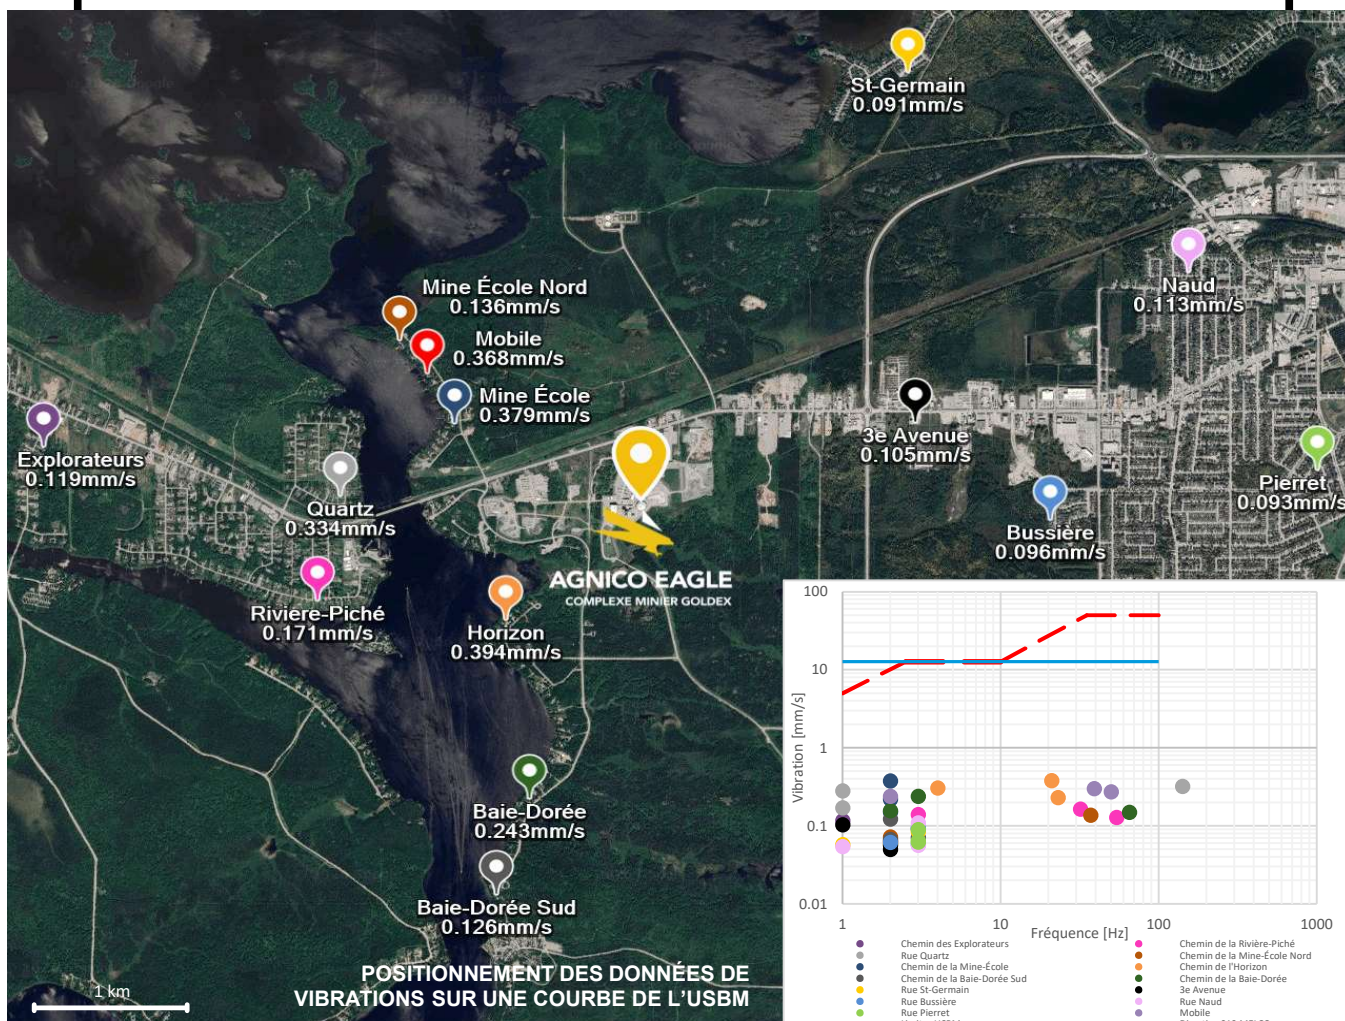 St-Germain
0.091mm/s
Naud
0.113mm/s
Mine École Nord
0.136mm/s
Mobile
0.368mm/s
Mine École
0.379mm/s
3e Avenue
0.105mm/s
Explorateurs
0.119mm/s
Quartz
0.334mm/s
Pierret
0.093mm/s
Bussière
0.096mm/s
AGNICO EAGLE
COMPLEXE MINIER GOLDEX
Riviere-Piché
0.171mm/s
Horizon
0.394mm/s
Baie-Dorée
0.243mm/s
Baie-Dorée Sud
0.126mm/s
POSITIONNEMENT DES DONNÉES DE
VIBRATIONS SUR UNE COURBE DE L'USBM
1 km
Vibration [mm/s]
100
10
1
0.1
0.01
1 10 100 1000
Fréquence [Hz]
Chemin des Explorateurs Chemin de la Rivière-Piché
Rue Quartz Chemin de la Mine-École Nord
Chemin de la Mine-École Chemin de l'Horizon
Chemin de la Baie-Dorée Sud Chemin de la Baie-Dorée
Rue St-Germain 3e Avenue
Rue Bussière Rue Naud
Rue Pierret Mobile